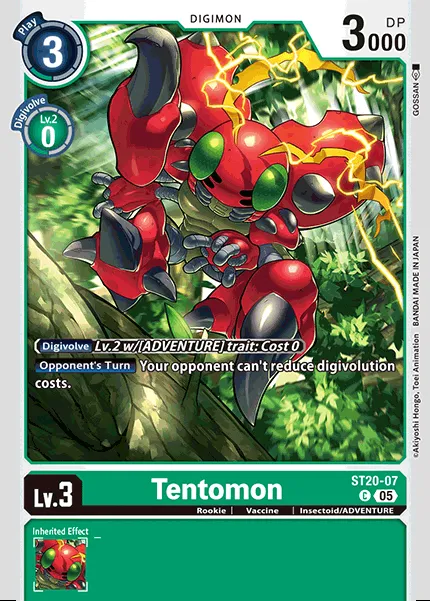 DIGIMON
Play
3
3000
DP
Digivolve
Lv.2
0
GOSSAN
©Akiyoshi Hongo, Toei Animation BANDAI MADE IN JAPAN
Digivolve Lv.2 w/[ADVENTURE] trait: Cost 0
Opponent's Turn Your opponent can't reduce digivolution
costs.
Lv.3
Tentomon
ST20-07
C 05
Rookie | Vaccine | Insectoid/ADVENTURE
Inherited Effect
—